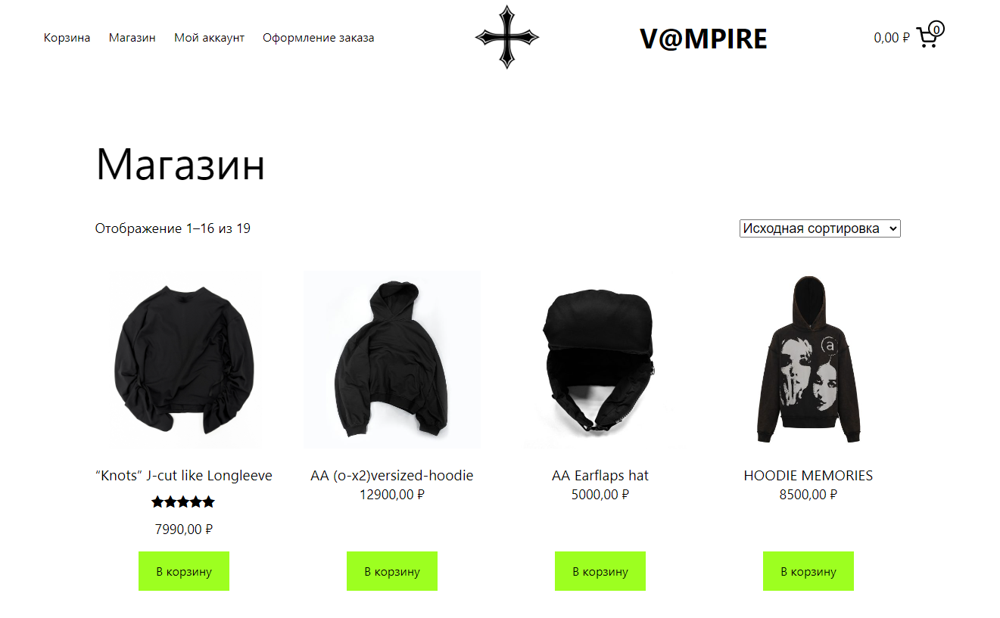 Корзина Магазин Мой аккаунт Оформление заказа V@MPIRE 0,00 ₽ 0
Магазин
Отображение 1–16 из 19 Исходная сортировка
a
“Knots” J-cut like Longleeve AA (o-x2)versized-hoodie AA Earflaps hat HOODIE MEMORIES
12900,00 ₽ 5000,00 ₽ 8500,00 ₽
7990,00 ₽
В корзину В корзину В корзину В корзину